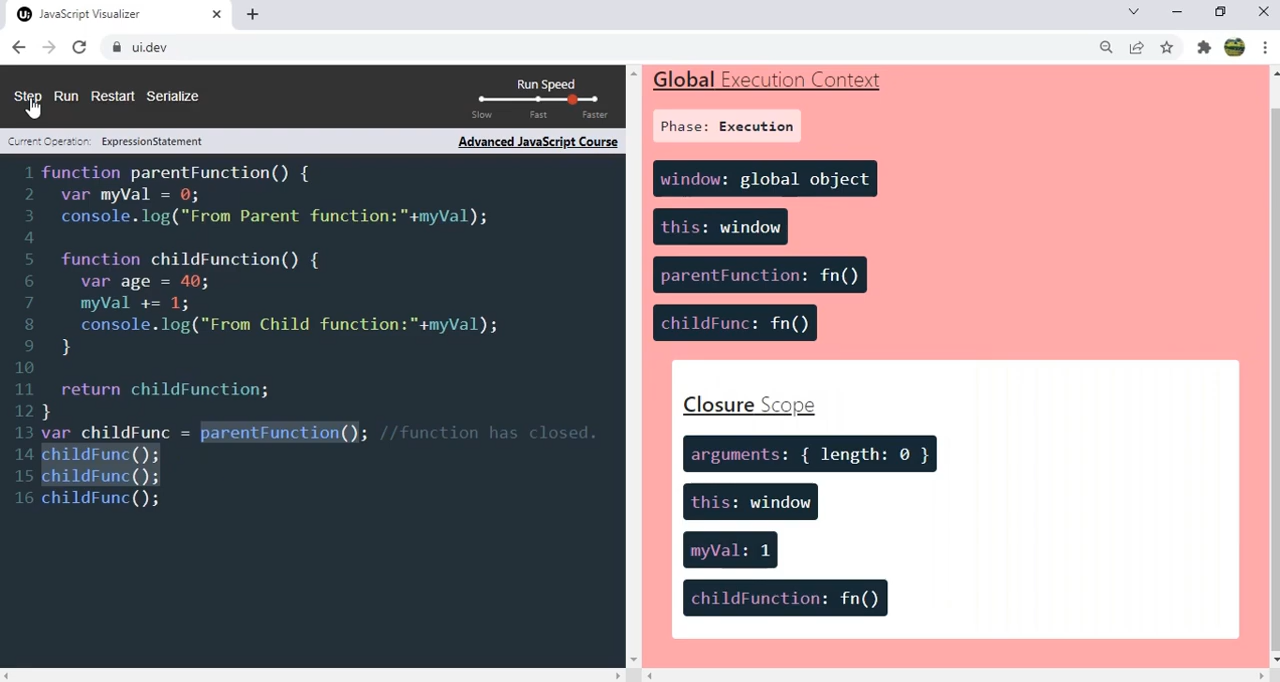 JavaScript Visualizer
ui.dev
Step Run Restart Serialize
Run Speed
Slow Fast Faster
Current Operation: ExpressionStatement
Advanced JavaScript Course
1 function parentFunction() {
2 var myVal = 0;
3 console.log("From Parent function:"+myVal);
4
5 function childFunction() {
6 var age = 40;
7 myVal += 1;
8 console.log("From Child function:"+myVal);
9 }
10
11 return childFunction;
12 }
13 var childFunc = parentFunction(); //function has closed.
14 childFunc();
15 childFunc();
16 childFunc();
Global Execution Context
Phase: Execution
window: global object
this: window
parentFunction: fn()
childFunc: fn()
Closure Scope
arguments: { length: 0 }
this: window
myVal: 1
childFunction: fn()